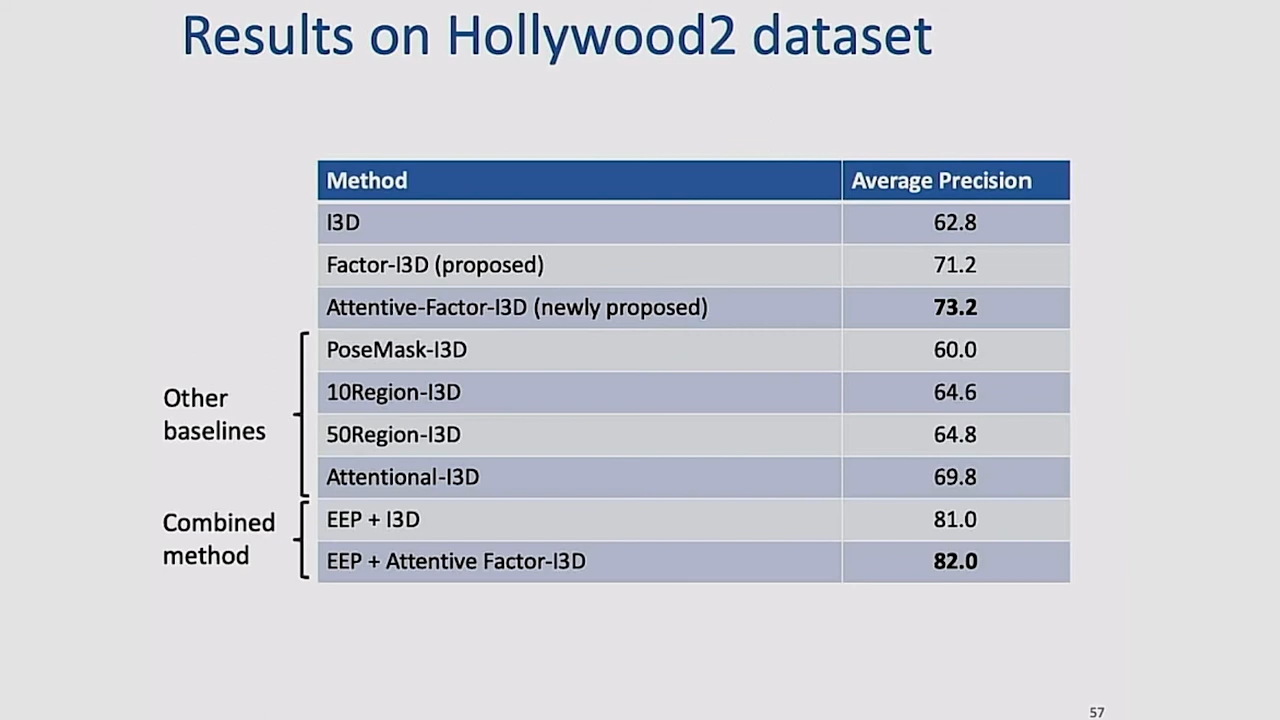 Results on Hollywood2 dataset
Method Average Precision
I3D 62.8
Factor-I3D (proposed) 71.2
Attentive-Factor-I3D (newly proposed) 73.2
PoseMask-I3D 60.0
10Region-I3D 64.6
50Region-I3D 64.8
Attentional-I3D 69.8
Other
baselines
EEP + I3D 81.0
EEP + Attentive Factor-I3D 82.0
Combined
method
57